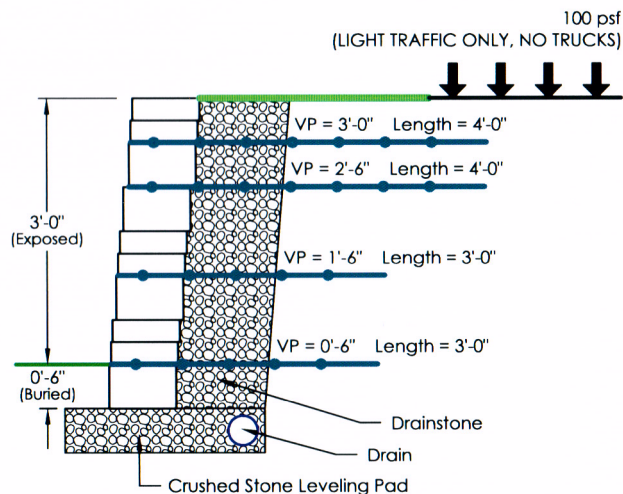 100 psf
(LIGHT TRAFFIC ONLY, NO TRUCKS)
VP = 3'-0" Length = 4'-0"
VP = 2'-6" Length = 4'-0"
3'-0"
(Exposed)
VP = 1'-6" Length = 3'-0"
VP = 0'-6" Length = 3'-0"
0'-6"
(Buried)
Drainstone
Drain
Crushed Stone Leveling Pad